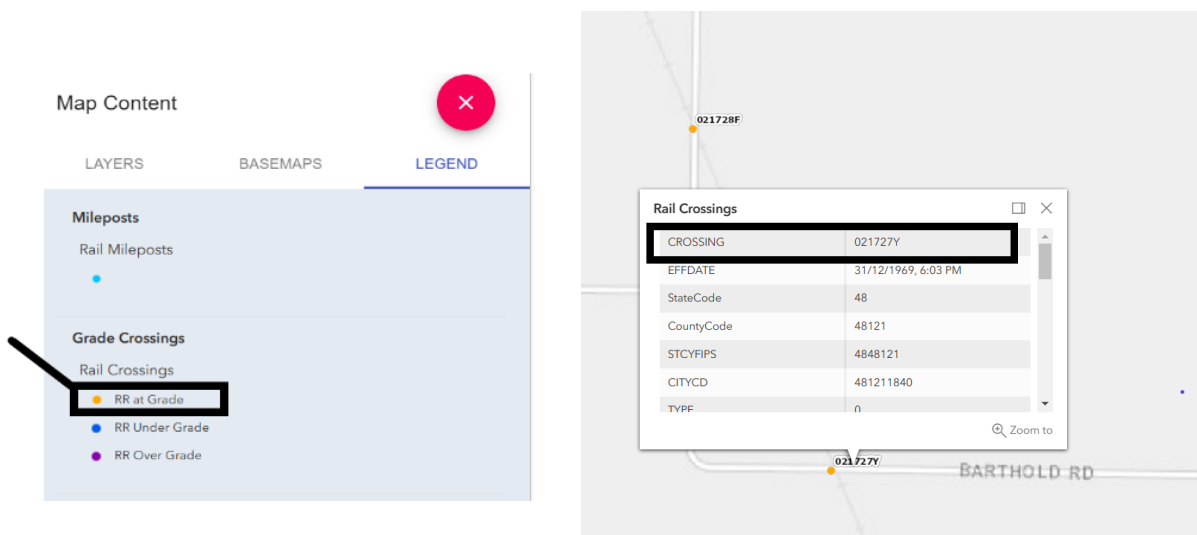 Map Content
LAYERS BASEMAPS LEGEND
Mileposts
Rail Mileposts
Grade Crossings
Rail Crossings
RR at Grade
RR Under Grade
RR Over Grade
021728F
Rail Crossings
CROSSING 021727Y
EFFDATE 31/12/1969, 6:03 PM
StateCode 48
CountyCode 48121
STCYFIPS 4848121
CITYCD 481211840
TYPE 0
Zoom to
021727Y
BARTHOLD RD